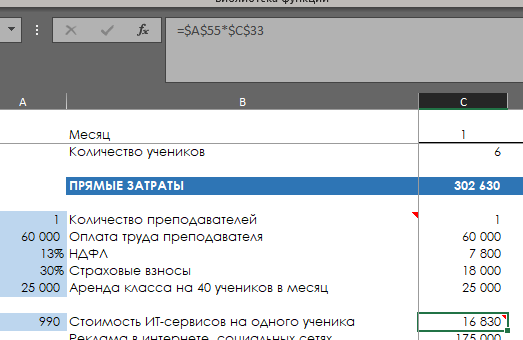 Библиотека функций
fx =$A$55*$C$33
A B C
Месяц 1
Количество учеников 6
ПРЯМЫЕ ЗАТРАТЫ 302 630
1 Количество преподавателей 1
60 000 Оплата труда преподавателя 60 000
13% НДФЛ 7 800
30% Страховые взносы 18 000
25 000 Аренда класса на 40 учеников в месяц 25 000
990 Стоимость ИТ-сервисов на одного ученика 16 830
Реклама в интернете, социальных сетях 175 000